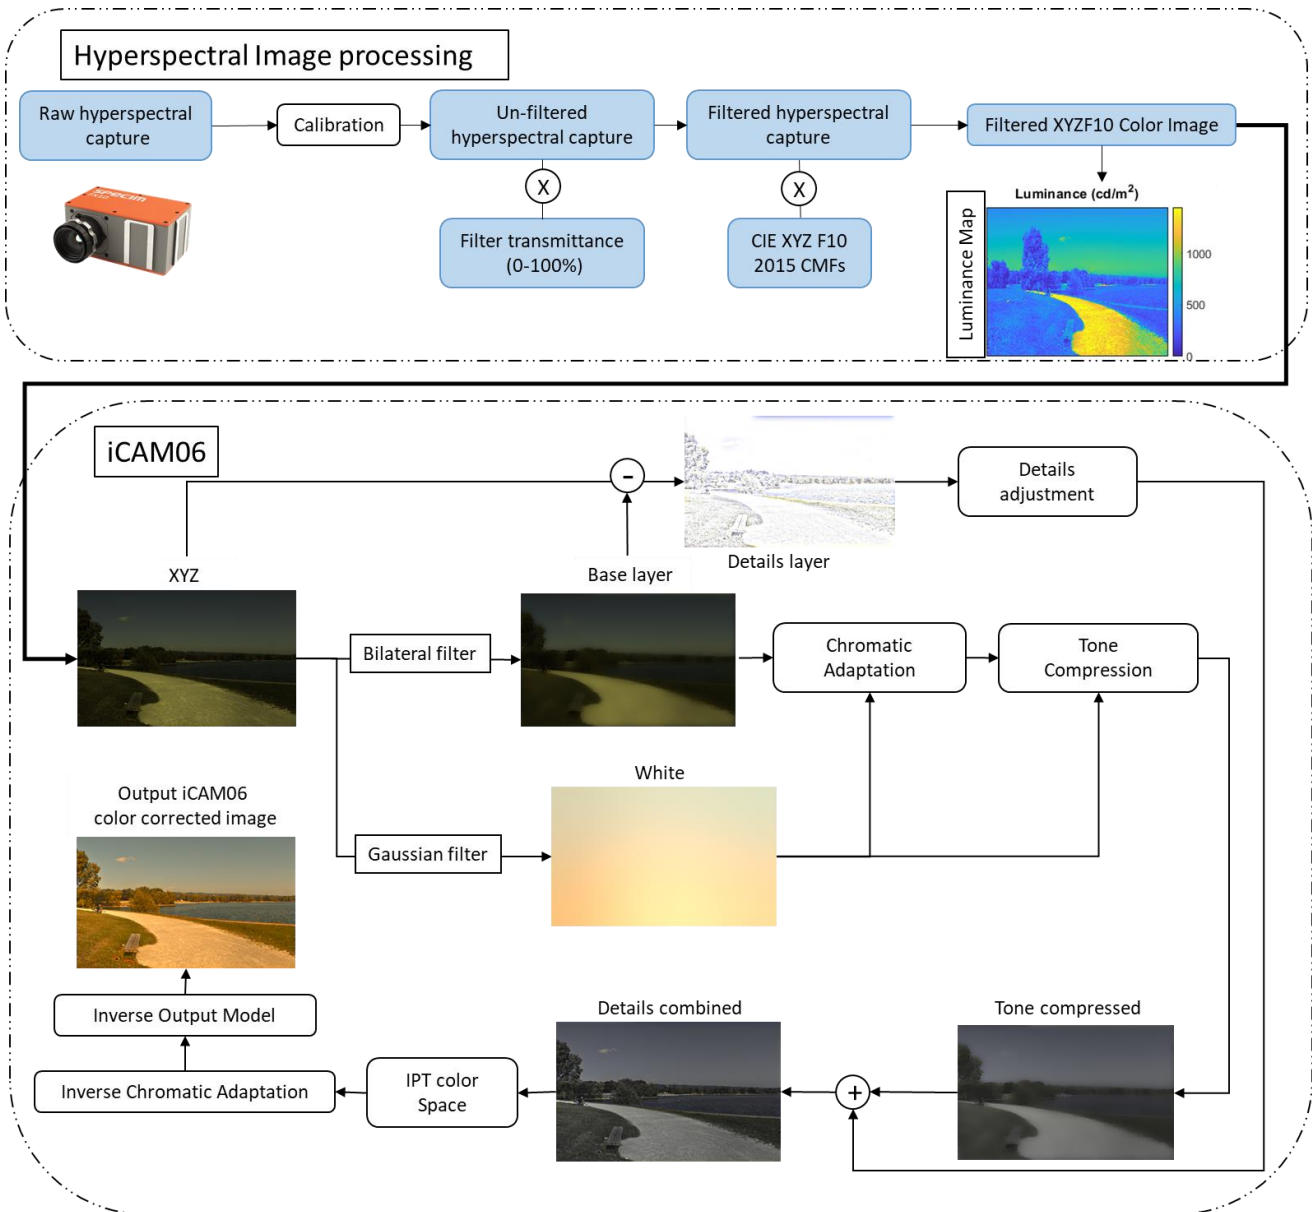 Hyperspectral Image processing
Raw hyperspectral
capture
Calibration
Un-filtered
hyperspectral capture
Filtered hyperspectral
capture
Filtered XYZF10 Color Image
X
X
Filter transmittance
(0-100%)
CIE XYZ F10
2015 CMFs
SPECIM
Luminance Map
Luminance (cd/m²)
1000
500
0
iCAM06
-
Details
adjustment
Details layer
XYZ
Base layer
Bilateral filter
Chromatic
Adaptation
Tone
Compression
White
Gaussian filter
Output iCAM06
color corrected image
Inverse Output Model
Inverse Chromatic Adaptation
IPT color
Space
Details combined
+
Tone compressed